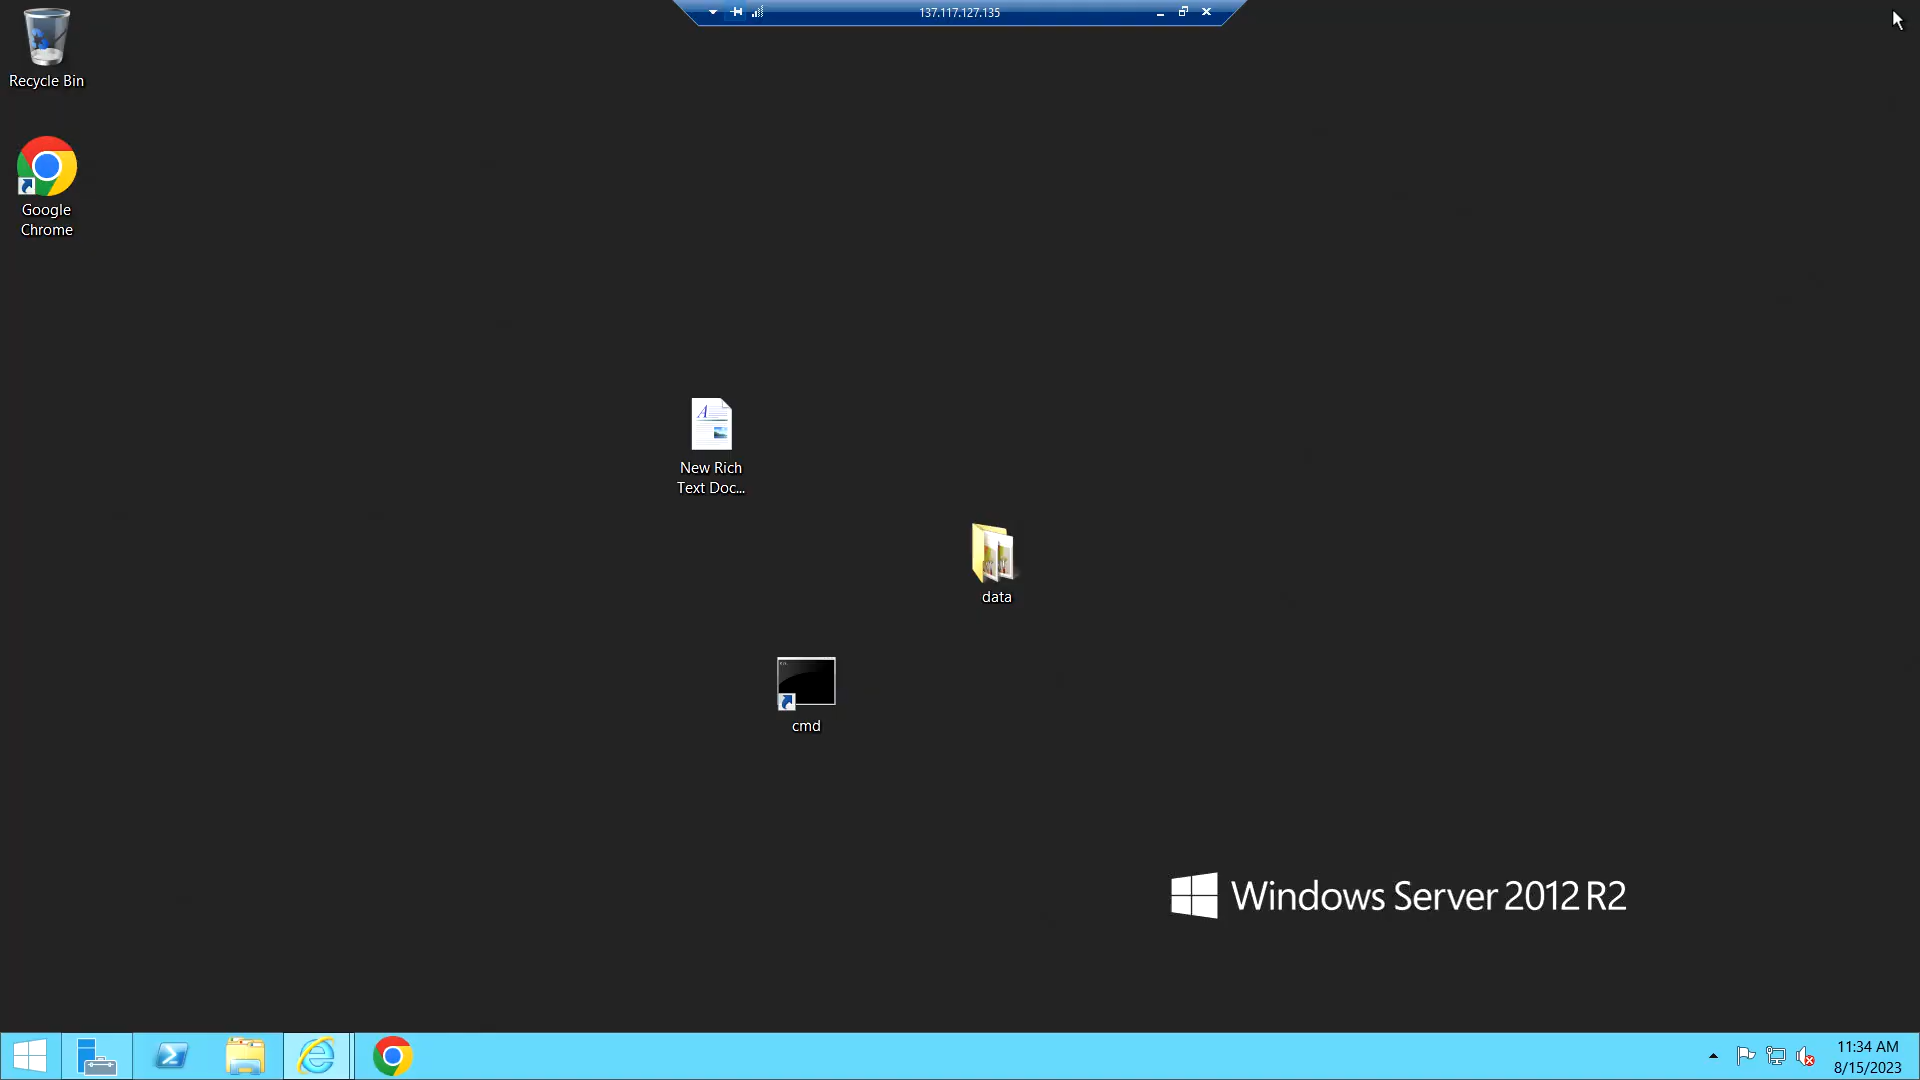 137.117.127.135
Recycle Bin
Google
Chrome
New Rich
Text Doc...
data
cmd
Windows Server 2012 R2
11:34 AM
8/15/2023